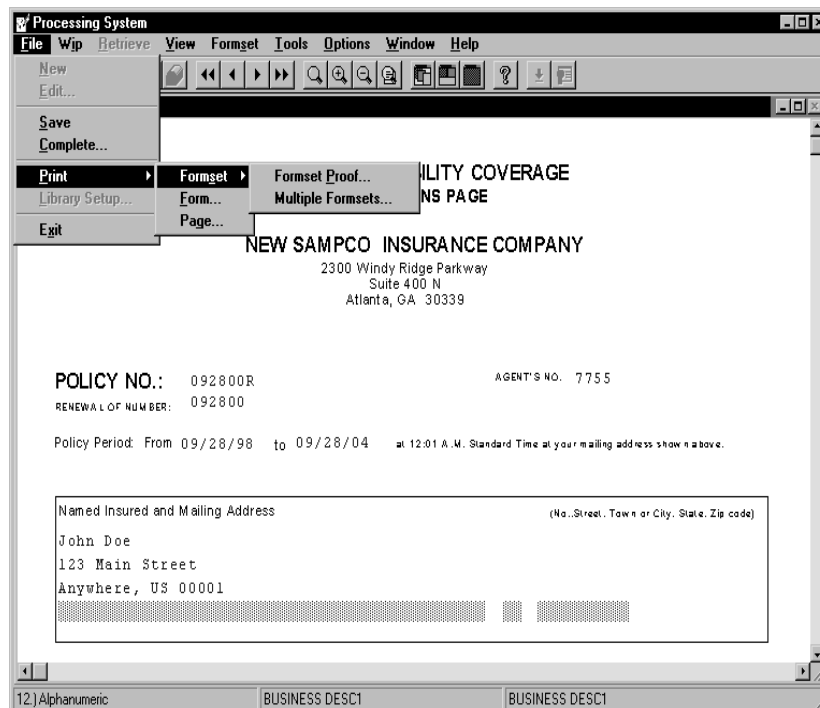 Processing System
File Wip Retrieve View Formset Tools Options Window Help
New
Edit...
Save
Complete...
Print
Library Setup...
Exit
Formset
Form...
Page...
Formset Proof...
Multiple Formsets...
ILITY COVERAGE
NS PAGE
NEW SAMPCO INSURANCE COMPANY
2300 Windy Ridge Parkway
Suite 400 N
Atlanta, GA 30339
POLICY NO.: 092800R AGENT'S NO. 7755
RENEWAL OF NUMBER: 092800
Policy Period: From 09/28/98 to 09/28/04 at 12:01 A.M. Standard Time at your mailing address shown above.
Named Insured and Mailing Address (No..Street. Town or City. State. Zip code)
John Doe
123 Main Street
Anywhere, US 00001
12.) Alphanumeric BUSINESS DESC1 BUSINESS DESC1